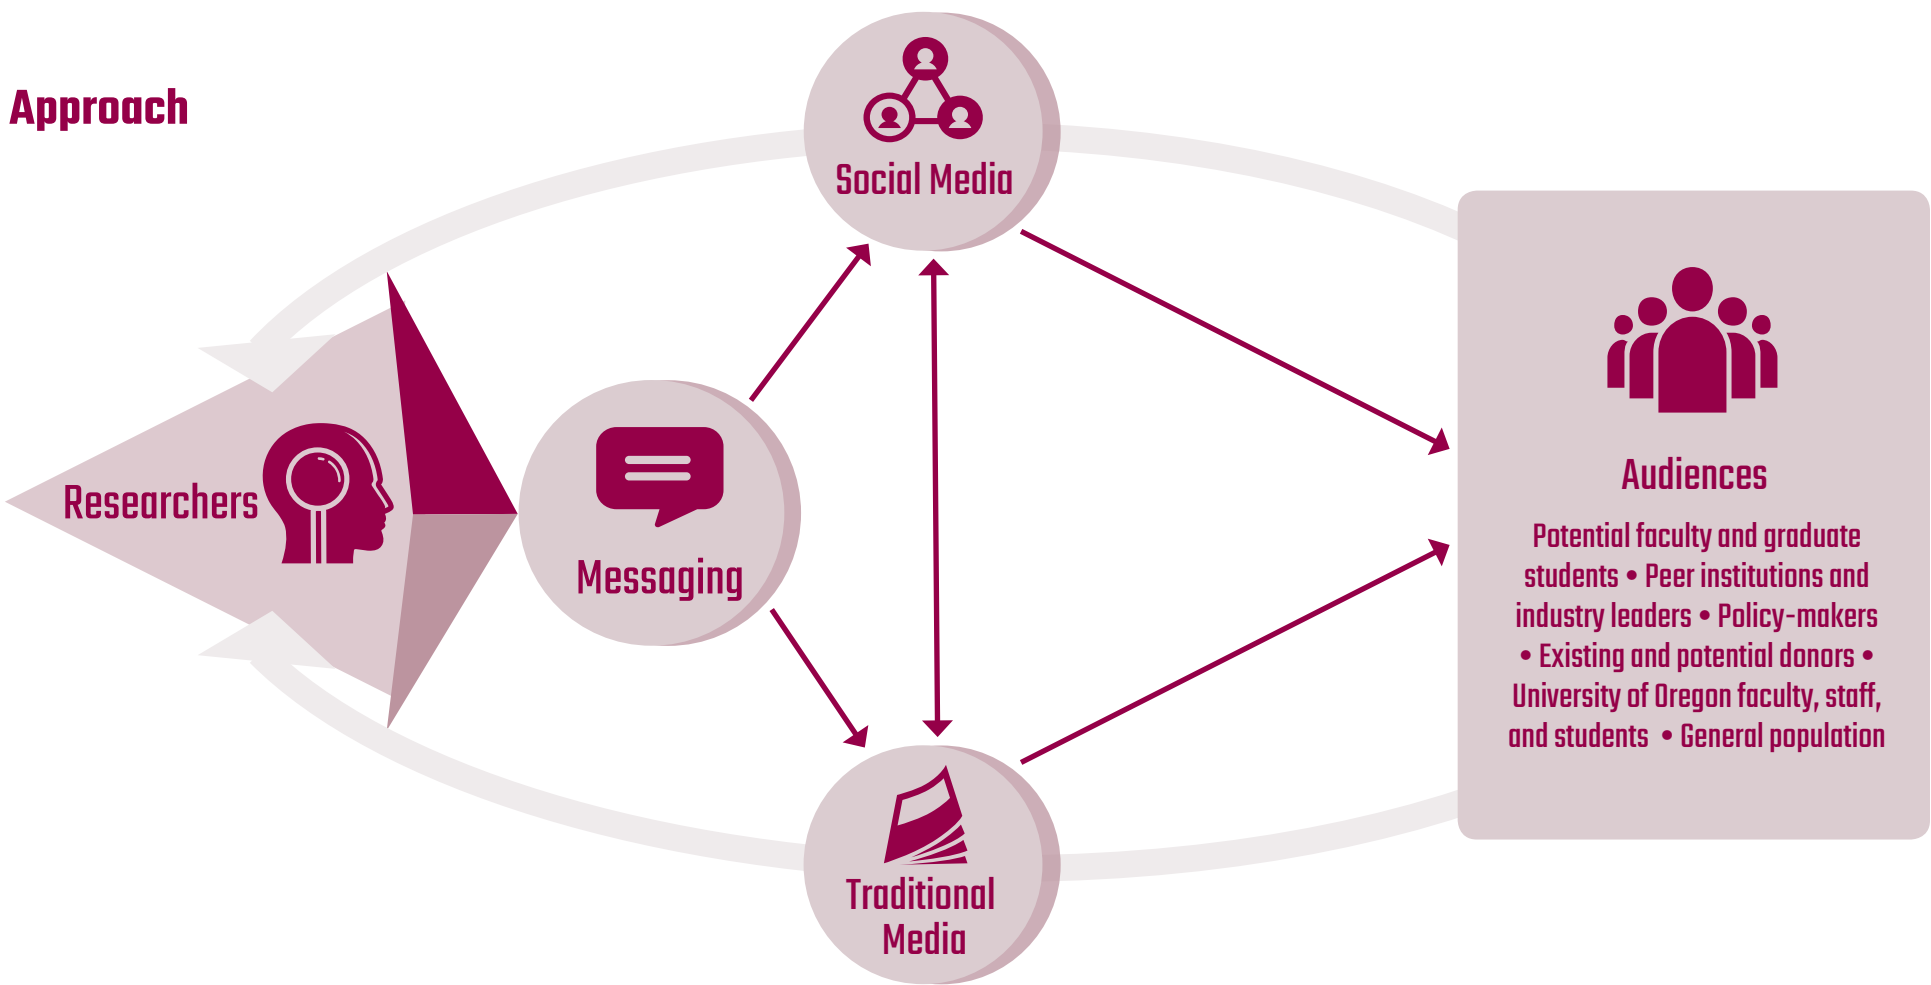 Approach
Social Media
Researchers
Messaging
Traditional
Media
Audiences
Potential faculty and graduate
students • Peer institutions and
industry leaders • Policy-makers
• Existing and potential donors •
University of Oregon faculty, staff,
and students • General population